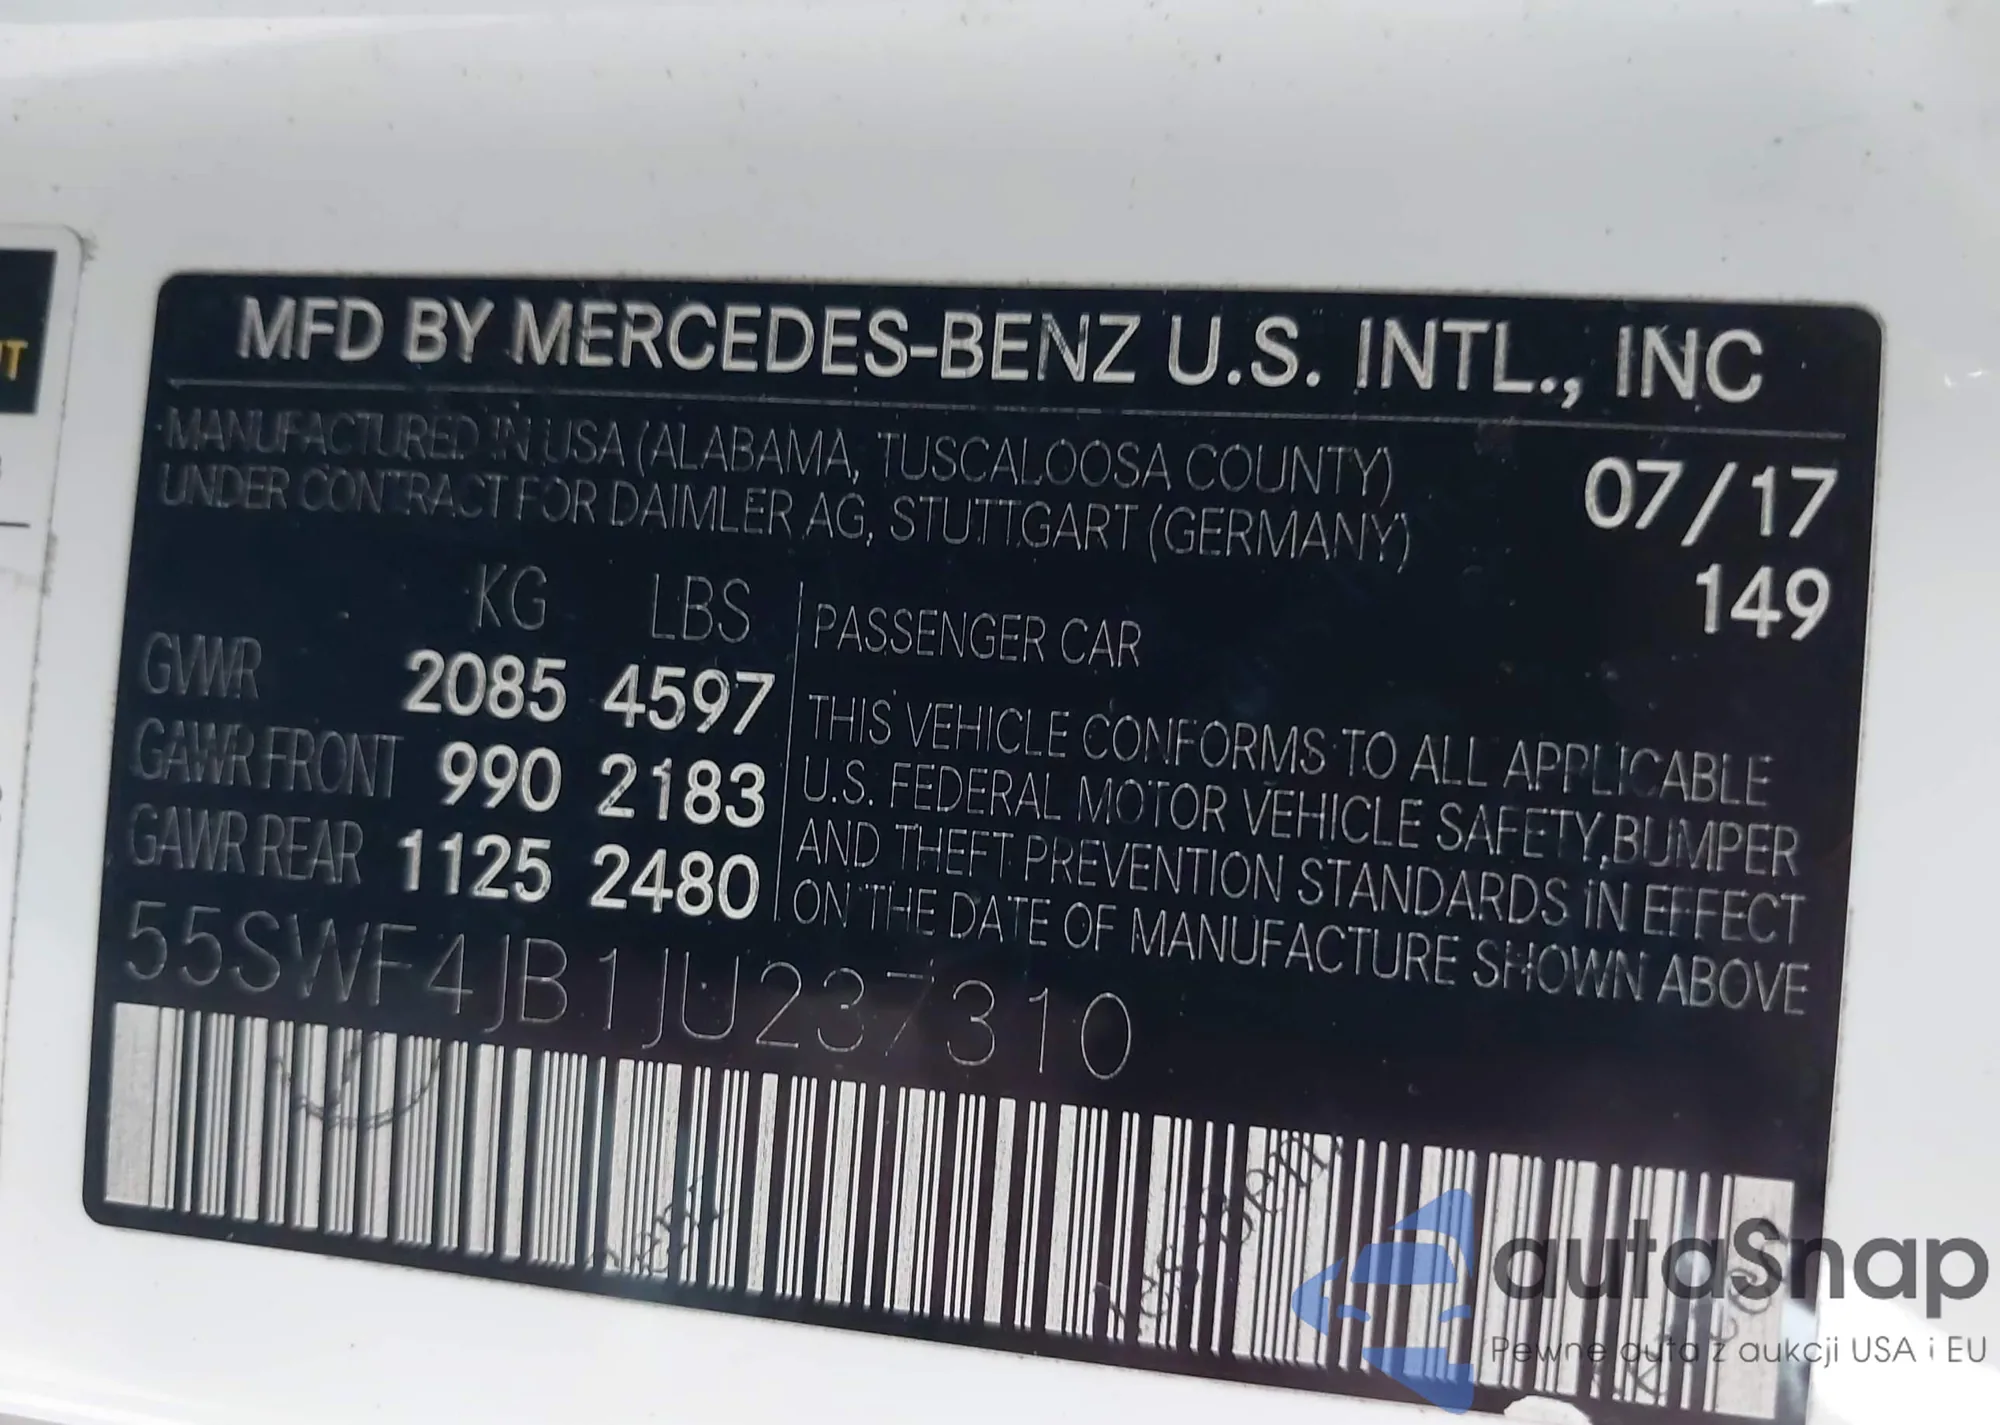 MFD BY MERCEDES-BENZ U.S. INTL., INC
MANUFACTURED IN USA (ALABAMA, TUSCALOOSA COUNTY)
UNDER CONTRACT FOR DAIMLER AG, STUTTGART (GERMANY)
07/17
149
KG LBS
GVWR 2085 4597
GAWR FRONT 990 2183
GAWR REAR 1125 2480
PASSENGER CAR
THIS VEHICLE CONFORMS TO ALL APPLICABLE
U.S. FEDERAL MOTOR VEHICLE SAFETY, BUMPER
AND THEFT PREVENTION STANDARDS IN EFFECT
ON THE DATE OF MANUFACTURE SHOWN ABOVE
55SWF4JB1JU237310
autaSnap
Pewne auta z aukcji USA i EU